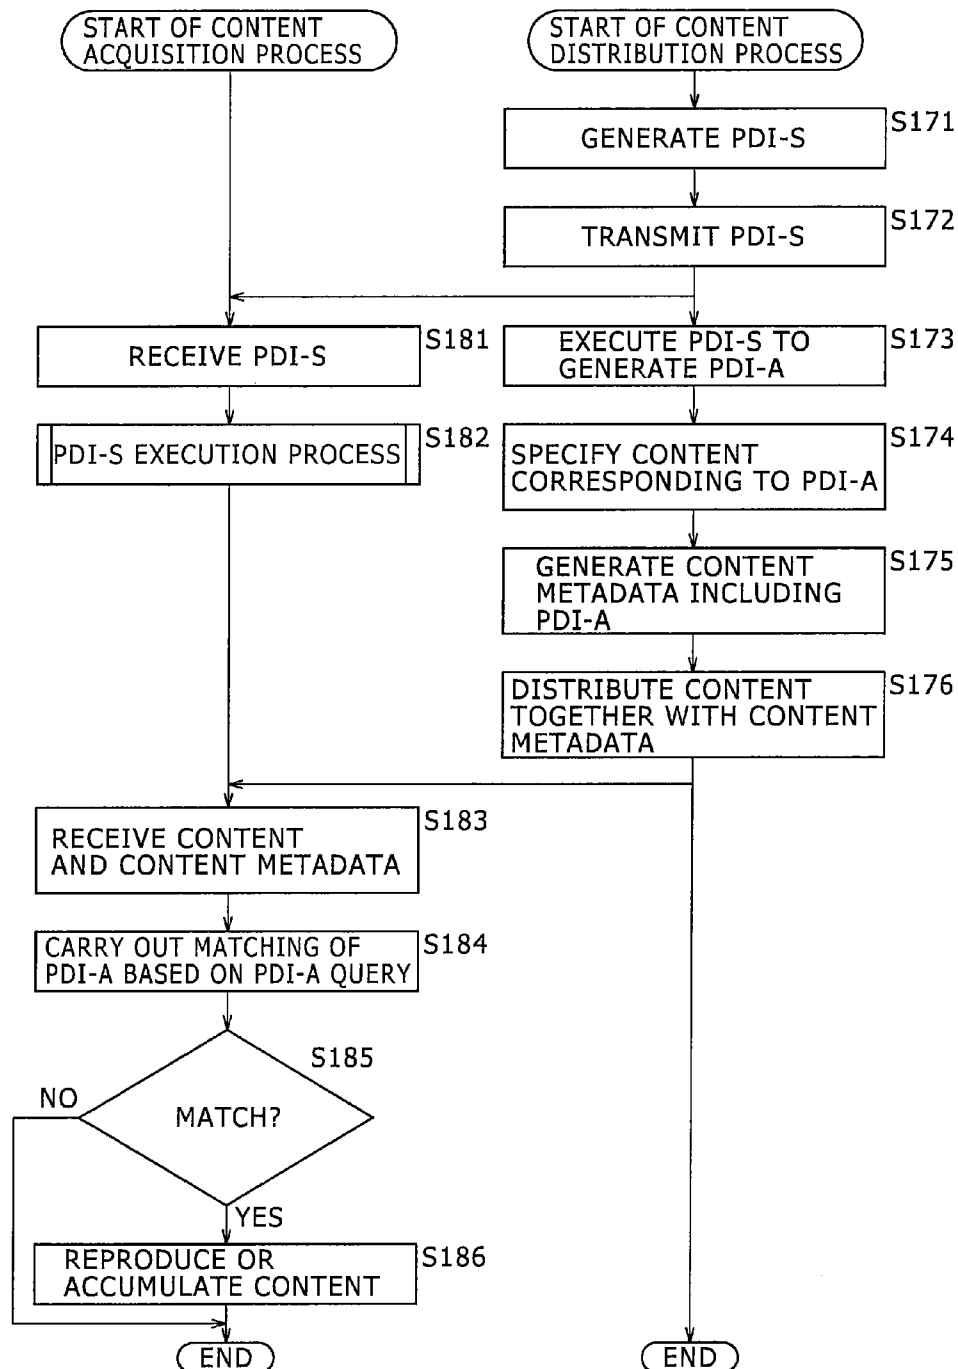 START OF CONTENT
ACQUISITION PROCESS
START OF CONTENT
DISTRIBUTION PROCESS
GENERATE PDI-S
S171
TRANSMIT PDI-S
S172
RECEIVE PDI-S
S181
EXECUTE PDI-S TO
GENERATE PDI-A
S173
PDI-S EXECUTION PROCESS
S182
SPECIFY CONTENT
CORRESPONDING TO PDI-A
S174
GENERATE CONTENT
METADATA INCLUDING
PDI-A
S175
DISTRIBUTE CONTENT
TOGETHER WITH CONTENT
METADATA
S176
RECEIVE CONTENT
AND CONTENT METADATA
S183
CARRY OUT MATCHING OF
PDI-A BASED ON PDI-A QUERY
S184
S185
NO
MATCH?
YES
REPRODUCE OR
ACCUMULATE CONTENT
S186
END
END